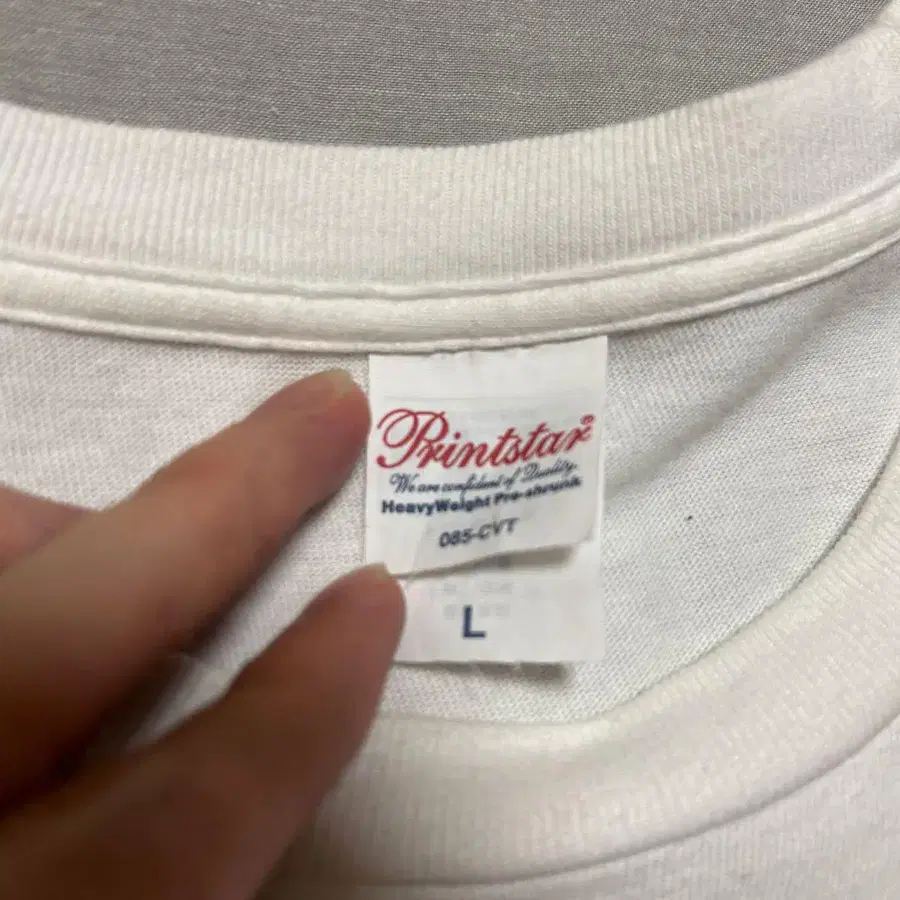 Printstar®
We are confident of Quality.
HeavyWeight Pre-shrunk
085-CVT
L